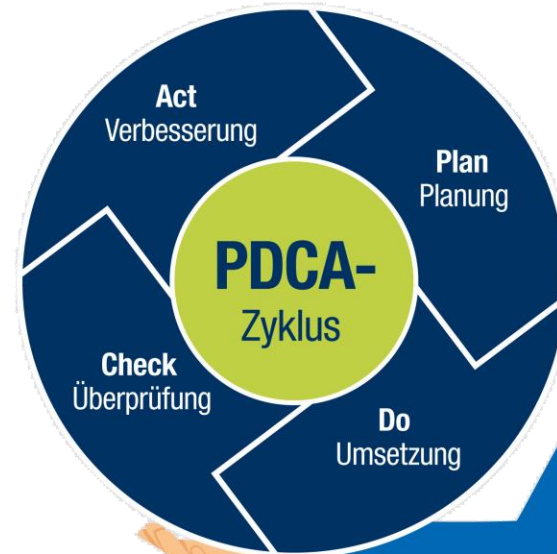 PDCA-
Zyklus
Plan
Planung
Do
Umsetzung
Check
Überprüfung
Act
Verbesserung